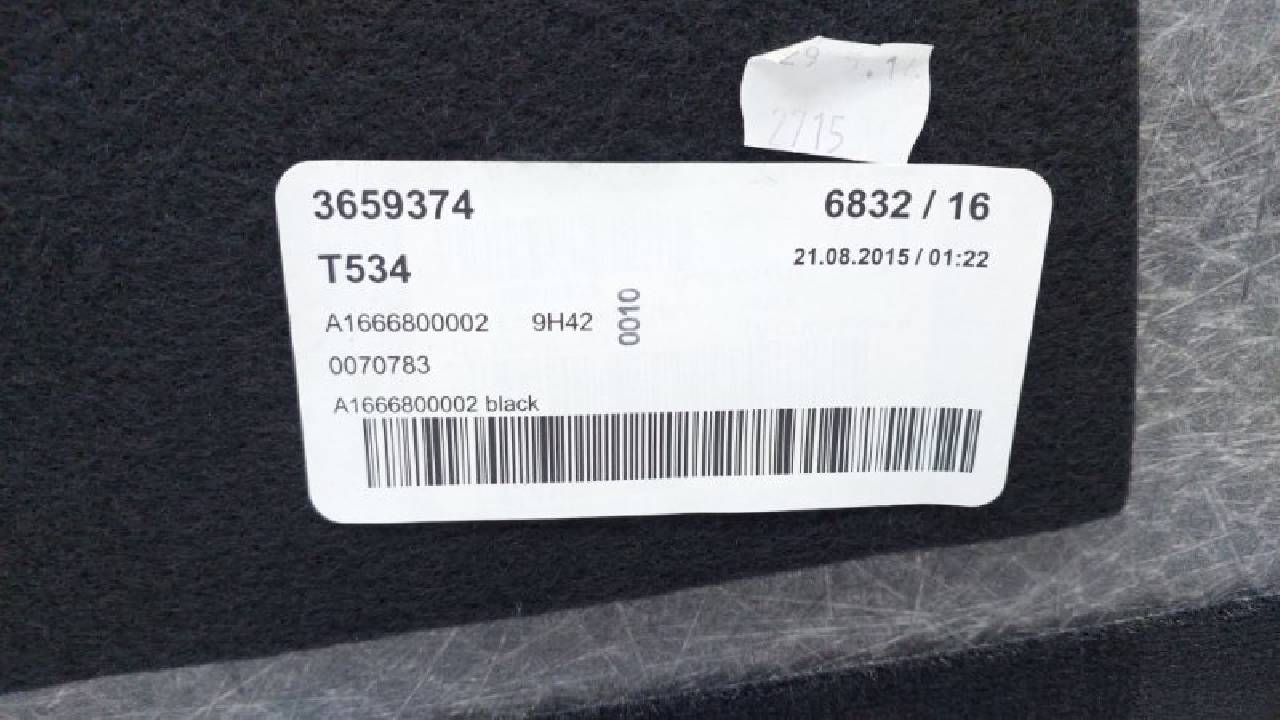 2715
3659374 6832 / 16
T534 21.08.2015 / 01:22
A1666800002 9H42 0010
0070783
A1666800002 black